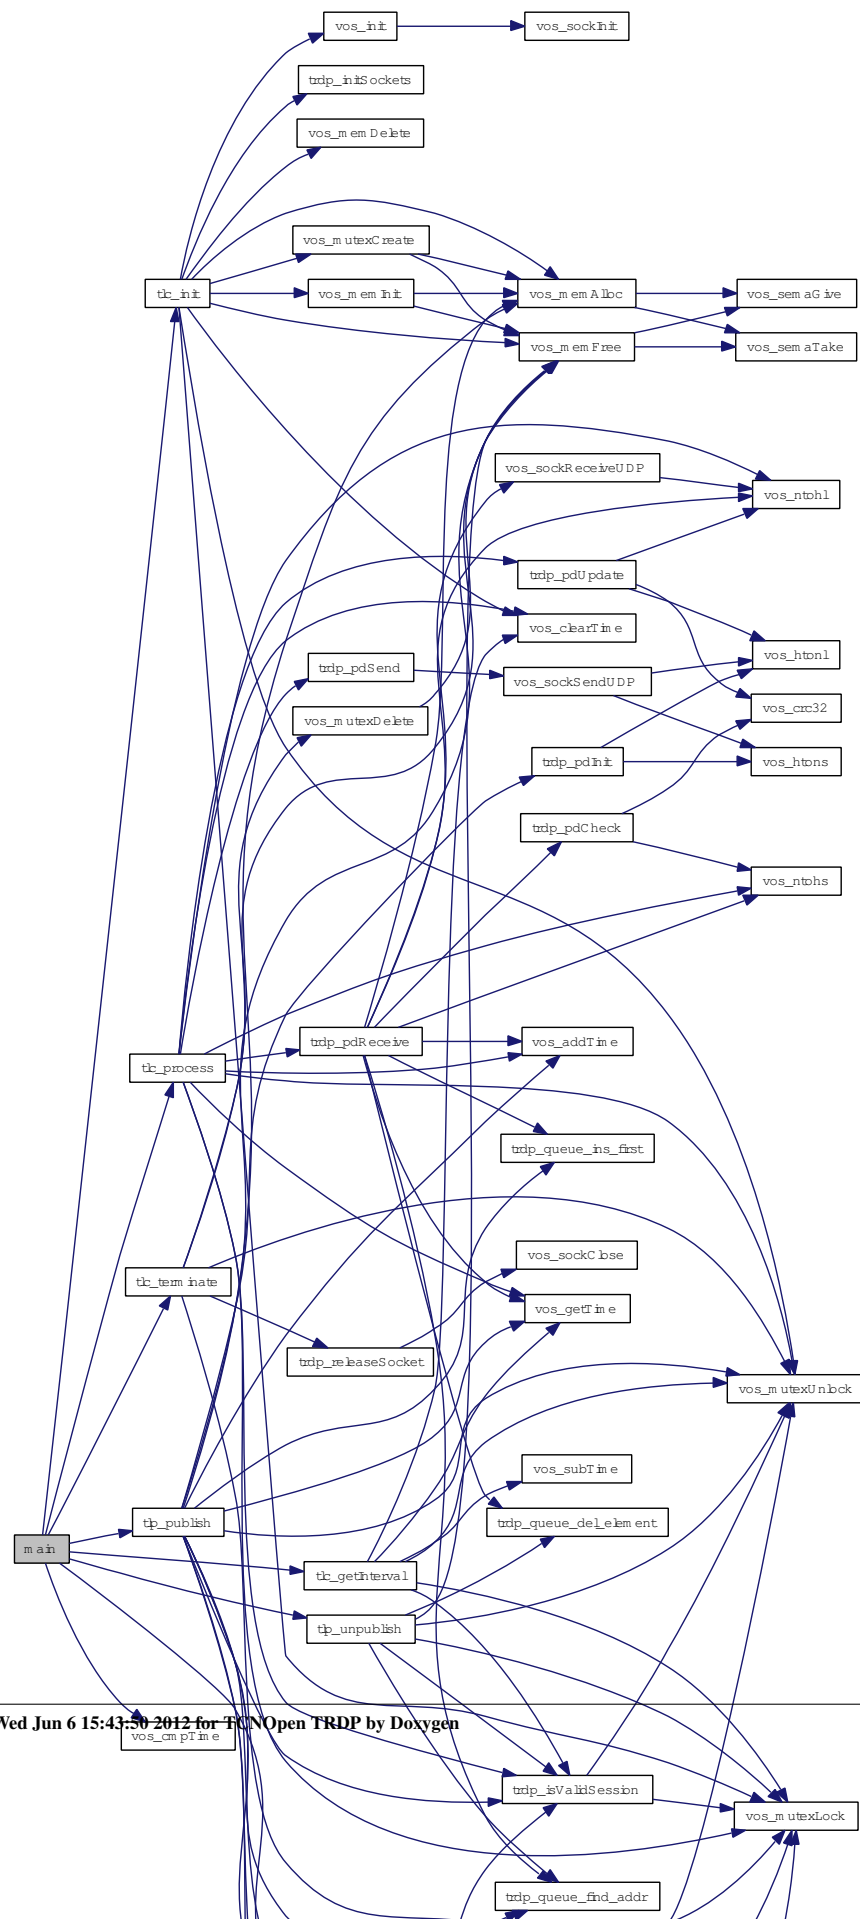 vos_init
vos_sockInit
trdp_initSockets
vos_memDelete
vos_mutexCreate
tlc_init
vos_memInit
vos_memAlloc
vos_semaGive
vos_memFree
vos_semaTake
vos_sockReceiveUDP
vos_ntohl
trdp_pdUpdate
vos_clearTime
vos_htonl
trdp_pdSend
vos_sockSendUDP
vos_crc32
vos_mutexDelete
trdp_pdInit
vos_htons
trdp_pdCheck
vos_ntohs
trdp_pdReceive
vos_addTime
tlc_process
trdp_queue_ins_first
vos_sockClose
tlc_terminate
vos_getTime
trdp_releaseSocket
vos_mutexUnlock
vos_subTime
tlp_publish
trdp_queue_del_element
main
tlc_getInterval
tlp_unpublish
Wed Jun 6 15:43:50 2012 for TCNOpen TRDP by Doxygen
vos_cmpTime
trdp_isValidSession
vos_mutexLock
trdp_queue_find_addr